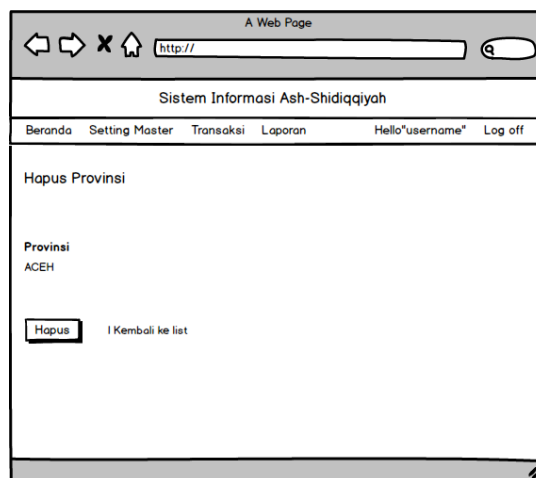 A Web Page
http://
Sistem Informasi Ash-Shidiqqiyah
Beranda Setting Master Transaksi Laporan Hello"username" Log off
Hapus Provinsi
Provinsi
ACEH
Hapus | Kembali ke list